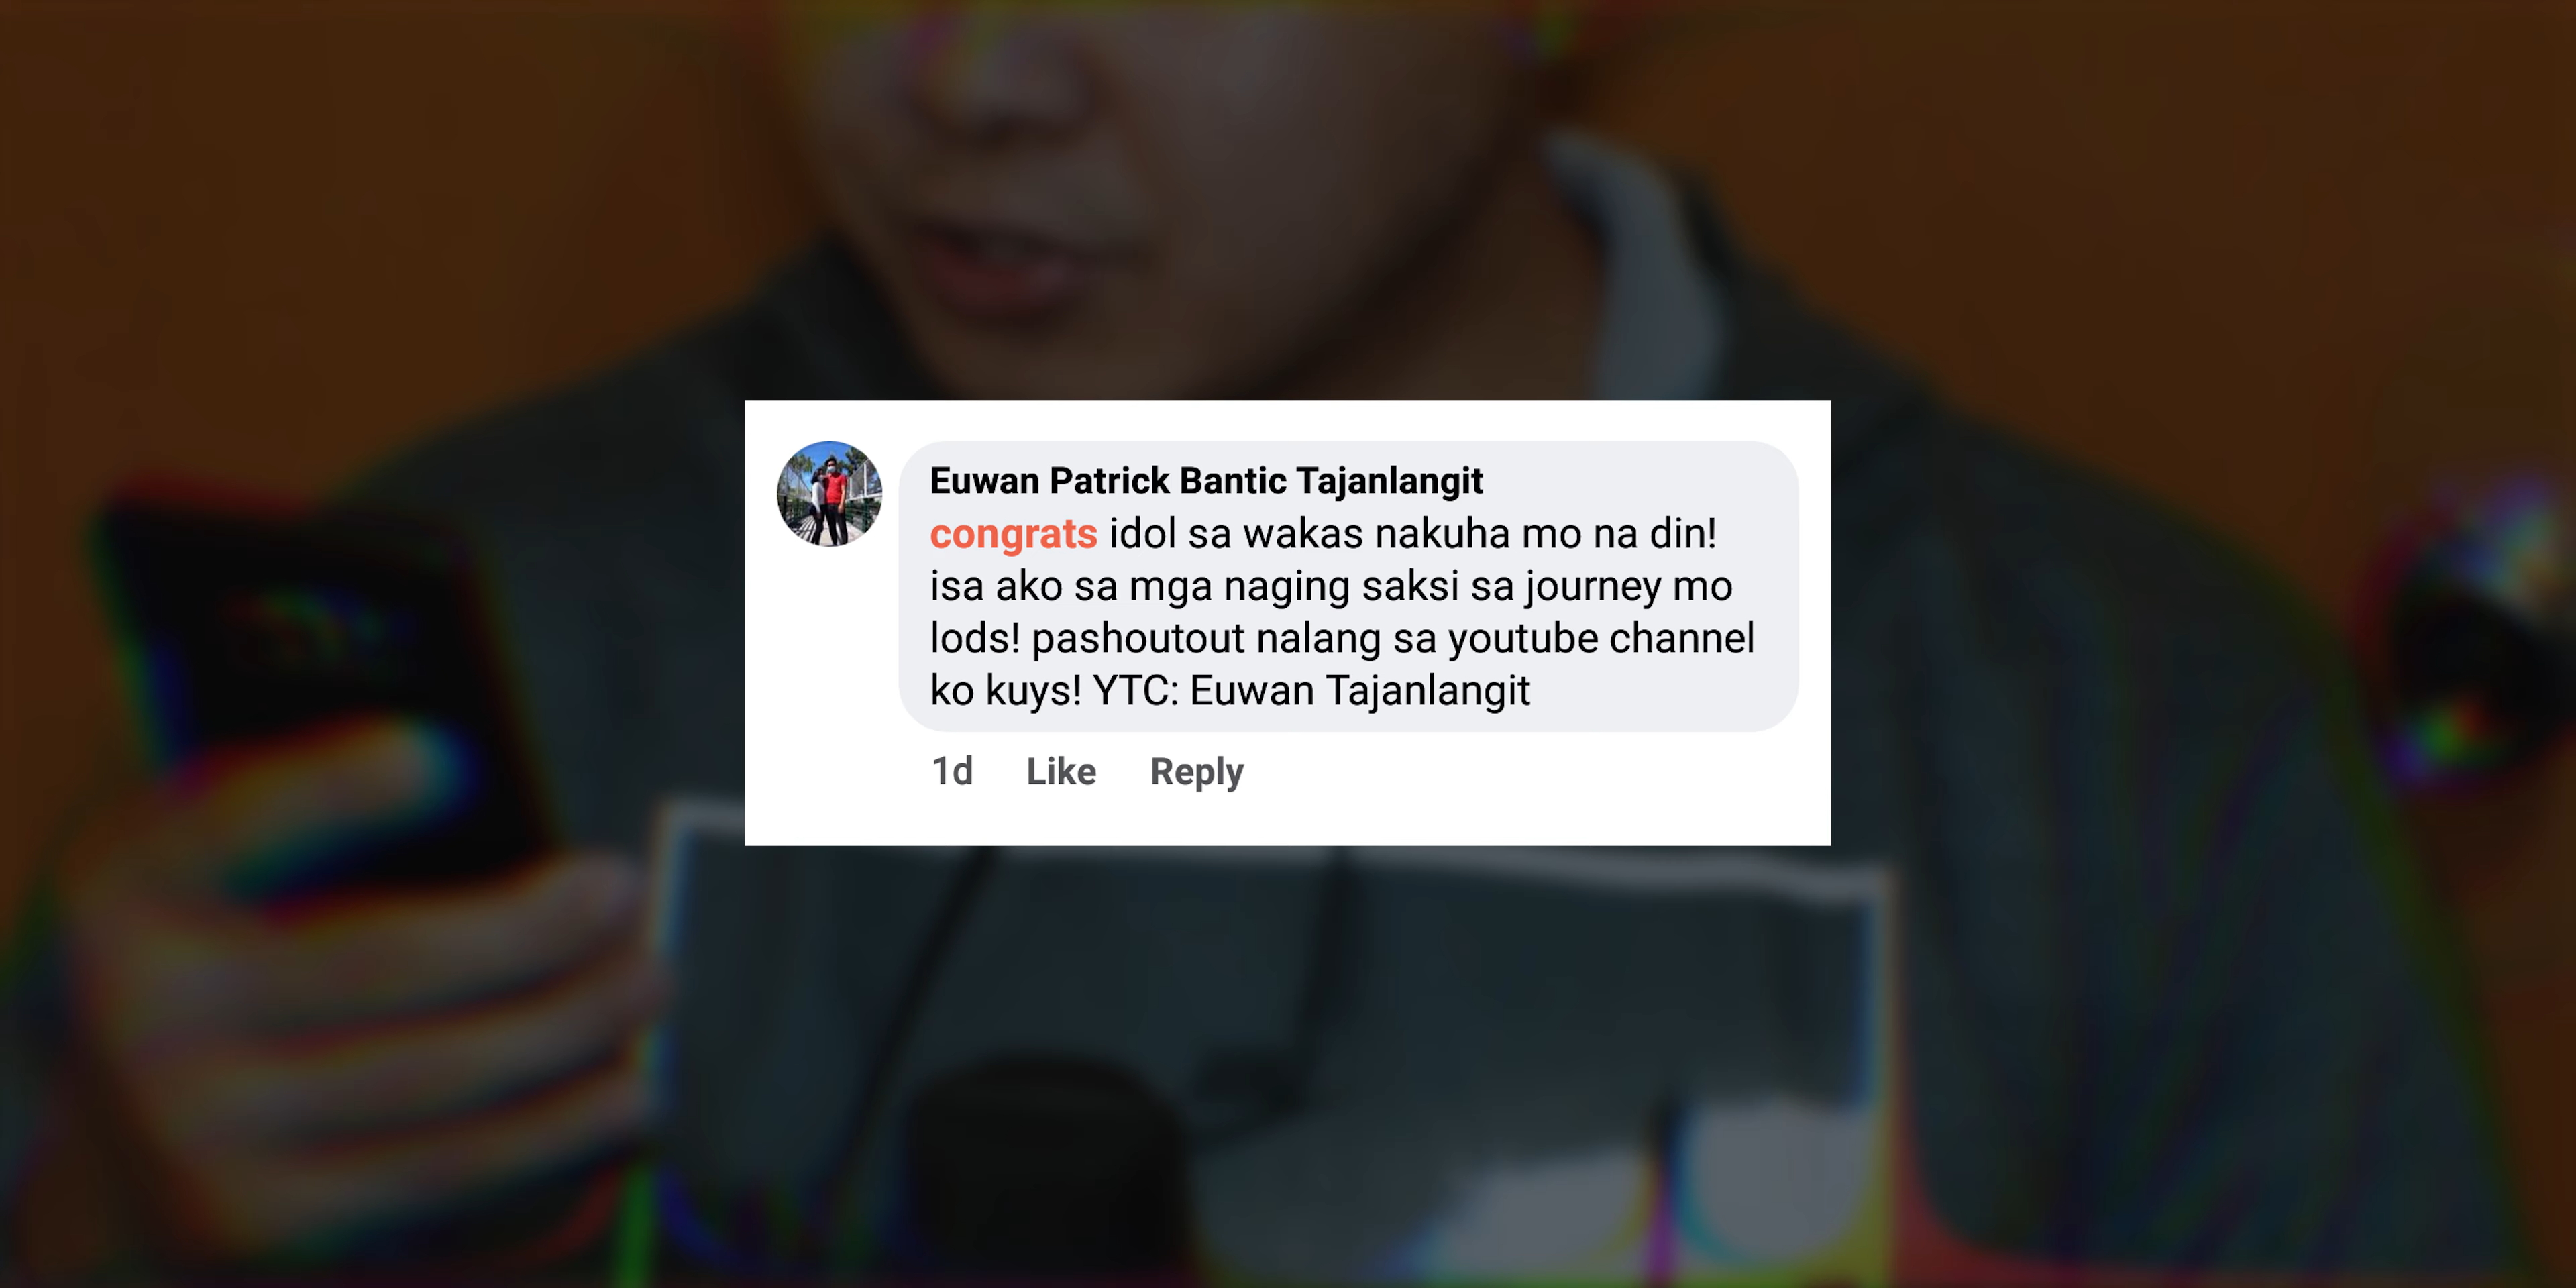 Euwan Patrick Bantic Tajanlangit
congrats idol sa wakas nakuha mo na din!
isa ako sa mga naging saksi sa journey mo
lods! pashoutout nalang sa youtube channel
ko kuys! YTC: Euwan Tajanlangit
1d Like Reply